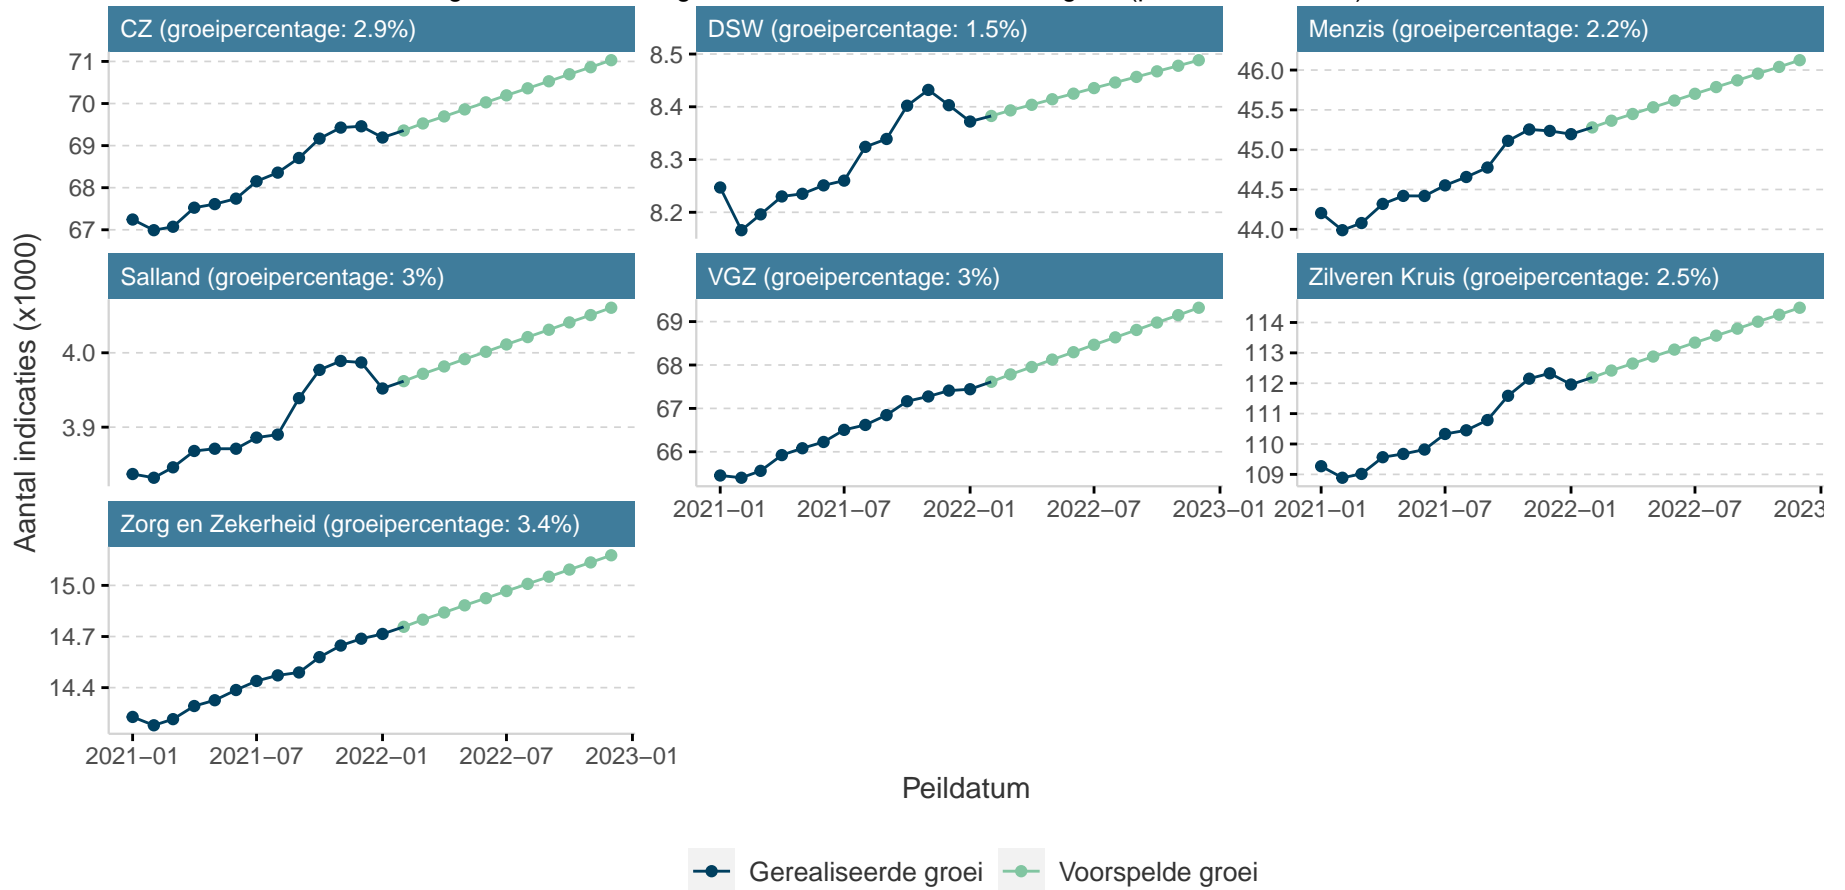 CZ (groeipercentage: 2.9%)
DSW (groeipercentage: 1.5%)
Menzis (groeipercentage: 2.2%)
71
70
69
68
67
8.5
8.4
8.3
8.2
46.0
45.5
45.0
44.5
44.0
Salland (groeipercentage: 3%)
VGZ (groeipercentage: 3%)
Zilveren Kruis (groeipercentage: 2.5%)
4.0
3.9
69
68
67
66
114
113
112
111
110
109
2021−01 2021−07 2022−01 2022−07 2023−01
2021−01 2021−07 2022−01 2022−07 2023
Zorg en Zekerheid (groeipercentage: 3.4%)
15.0
14.7
14.4
2021−01 2021−07 2022−01 2022−07 2023−01
Aantal indicaties (x1000)
Peildatum
Gerealiseerde groei
Voorspelde groei